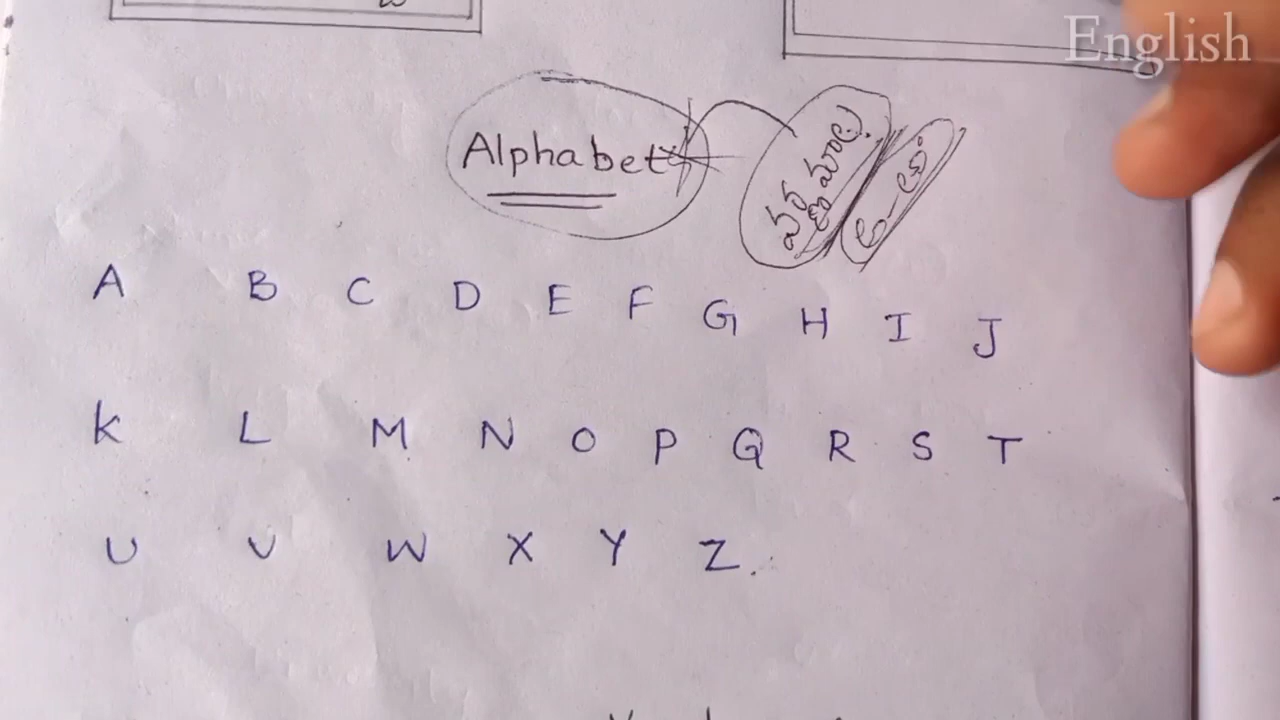 English
Alphabet
A B C D E F G H I J
K L M N O P Q R S T
U V W X Y Z.